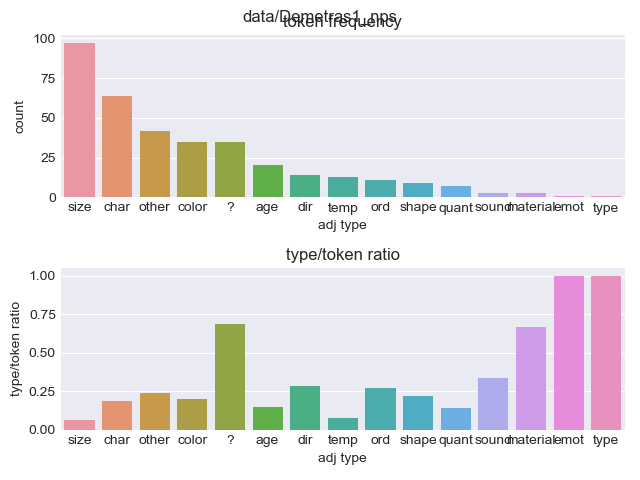 data/Demetras1_nps
token frequency
100
75
50
25
0
count
size char other color ? age dir temp ord shape quant sound material emot type
adj type
type/token ratio
1.00
0.75
0.50
0.25
0.00
type/token ratio
size char other color ? age dir temp ord shape quant sound material emot type
adj type